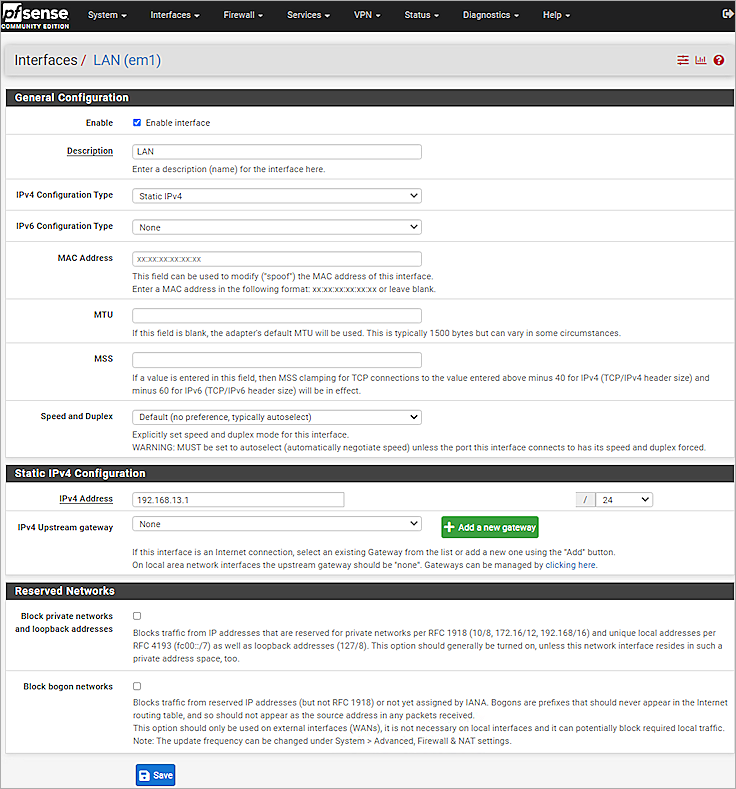 pfsense
COMMUNITY EDITION
System Interfaces Firewall Services VPN Status Diagnostics Help
Interfaces / LAN (em1)
General Configuration
Enable Enable interface
Description LAN
Enter a description (name) for the interface here.
IPv4 Configuration Type Static IPv4
IPv6 Configuration Type None
MAC Address xx:xx:xx:xx:xx:xx
This field can be used to modify ("spoof") the MAC address of this interface.
Enter a MAC address in the following format: xx:xx:xx:xx:xx:xx or leave blank.
MTU
If this field is blank, the adapter's default MTU will be used. This is typically 1500 bytes but can vary in some circumstances.
MSS
If a value is entered in this field, then MSS clamping for TCP connections to the value entered above minus 40 for IPv4 (TCP/IPv4 header size) and
minus 60 for IPv6 (TCP/IPv6 header size) will be in effect.
Speed and Duplex Default (no preference, typically autoselect)
Explicitly set speed and duplex mode for this interface.
WARNING: MUST be set to autoselect (automatically negotiate speed) unless the port this interface connects to has its speed and duplex forced.
Static IPv4 Configuration
IPv4 Address 192.168.13.1 / 24
IPv4 Upstream gateway None Add a new gateway
If this interface is an Internet connection, select an existing Gateway from the list or add a new one using the "Add" button.
On local area network interfaces the upstream gateway should be "none". Gateways can be managed by clicking here.
Reserved Networks
Block private networks
and loopback addresses
Blocks traffic from IP addresses that are reserved for private networks per RFC 1918 (10/8, 172.16/12, 192.168/16) and unique local addresses per
RFC 4193 (fc00::/7) as well as loopback addresses (127/8). This option should generally be turned on, unless this network interface resides in such a
private address space, too.
Block bogon networks
Blocks traffic from reserved IP addresses (but not RFC 1918) or not yet assigned by IANA. Bogons are prefixes that should never appear in the Internet
routing table, and so should not appear as the source address in any packets received.
This option should only be used on external interfaces (WANs), it is not necessary on local interfaces and it can potentially block required local traffic.
Note: The update frequency can be changed under System > Advanced, Firewall & NAT settings.
Save